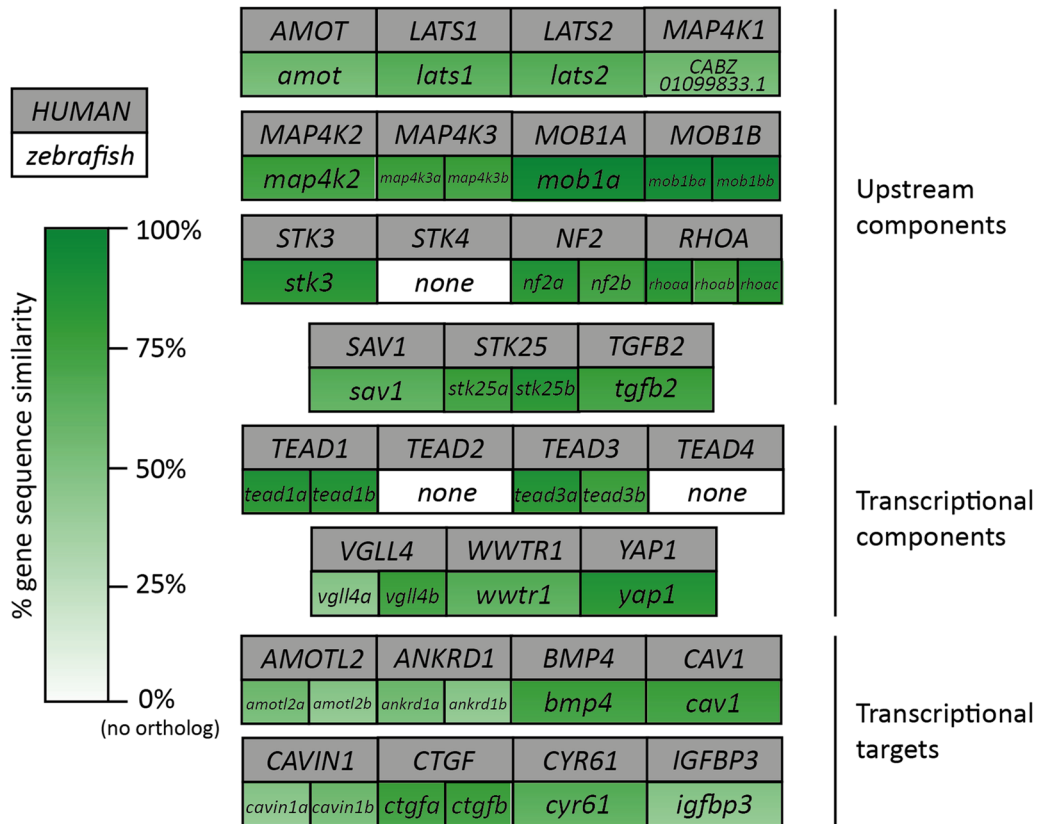 AMOT LATS1 LATS2 MAP4K1
amot lats1 lats2 CABZ
01099833.1
HUMAN
zebrafish
MAP4K2 MAP4K3 MOB1A MOB1B
map4k2 map4k3a map4k3b mob1a mob1ba mob1bb
Upstream
components
100%
75%
50%
25%
0%
(no ortholog)
% gene sequence similarity
STK3 STK4 NF2 RHOA
stk3 none nf2a nf2b rhoaa rhoab rhoac
SAV1 STK25 TGFB2
sav1 stk25a stk25b tgfb2
TEAD1 TEAD2 TEAD3 TEAD4
tead1a tead1b none tead3a tead3b none
Transcriptional
components
VGLL4 WWTR1 YAP1
vgll4a vgll4b wwtr1 yap1
AMOTL2 ANKRD1 BMP4 CAV1
amotl2a amotl2b ankrd1a ankrd1b bmp4 cav1
Transcriptional
targets
CAVIN1 CTGF CYR61 IGFBP3
cavin1a cavin1b ctgfa ctgfb cyr61 igfbp3